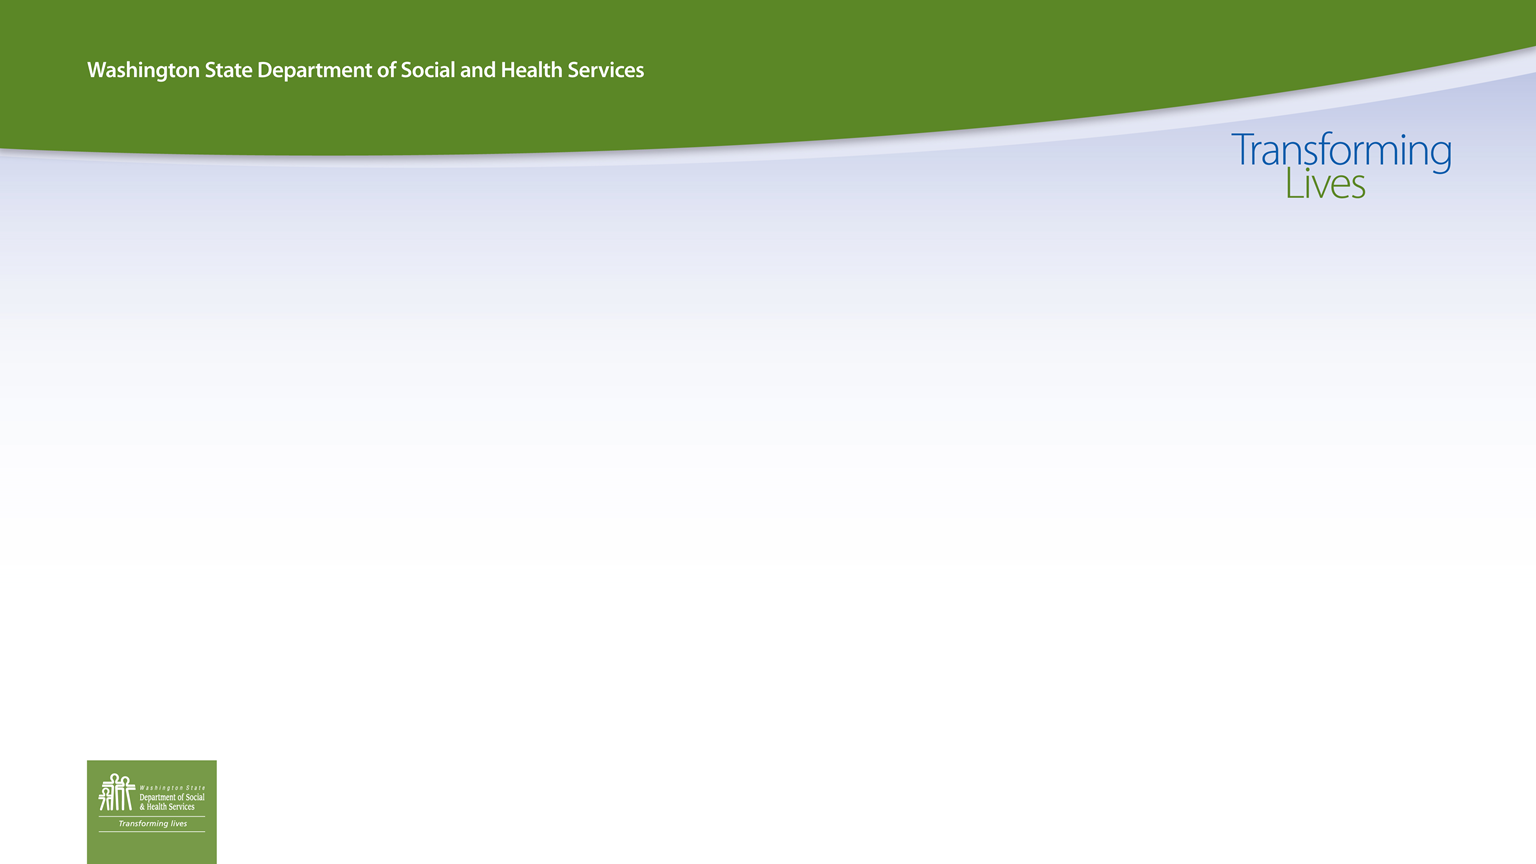 Washington State Department of Social and Health Services
Transforming
Lives
Washington State
Department of Social
& Health Services
Transforming lives